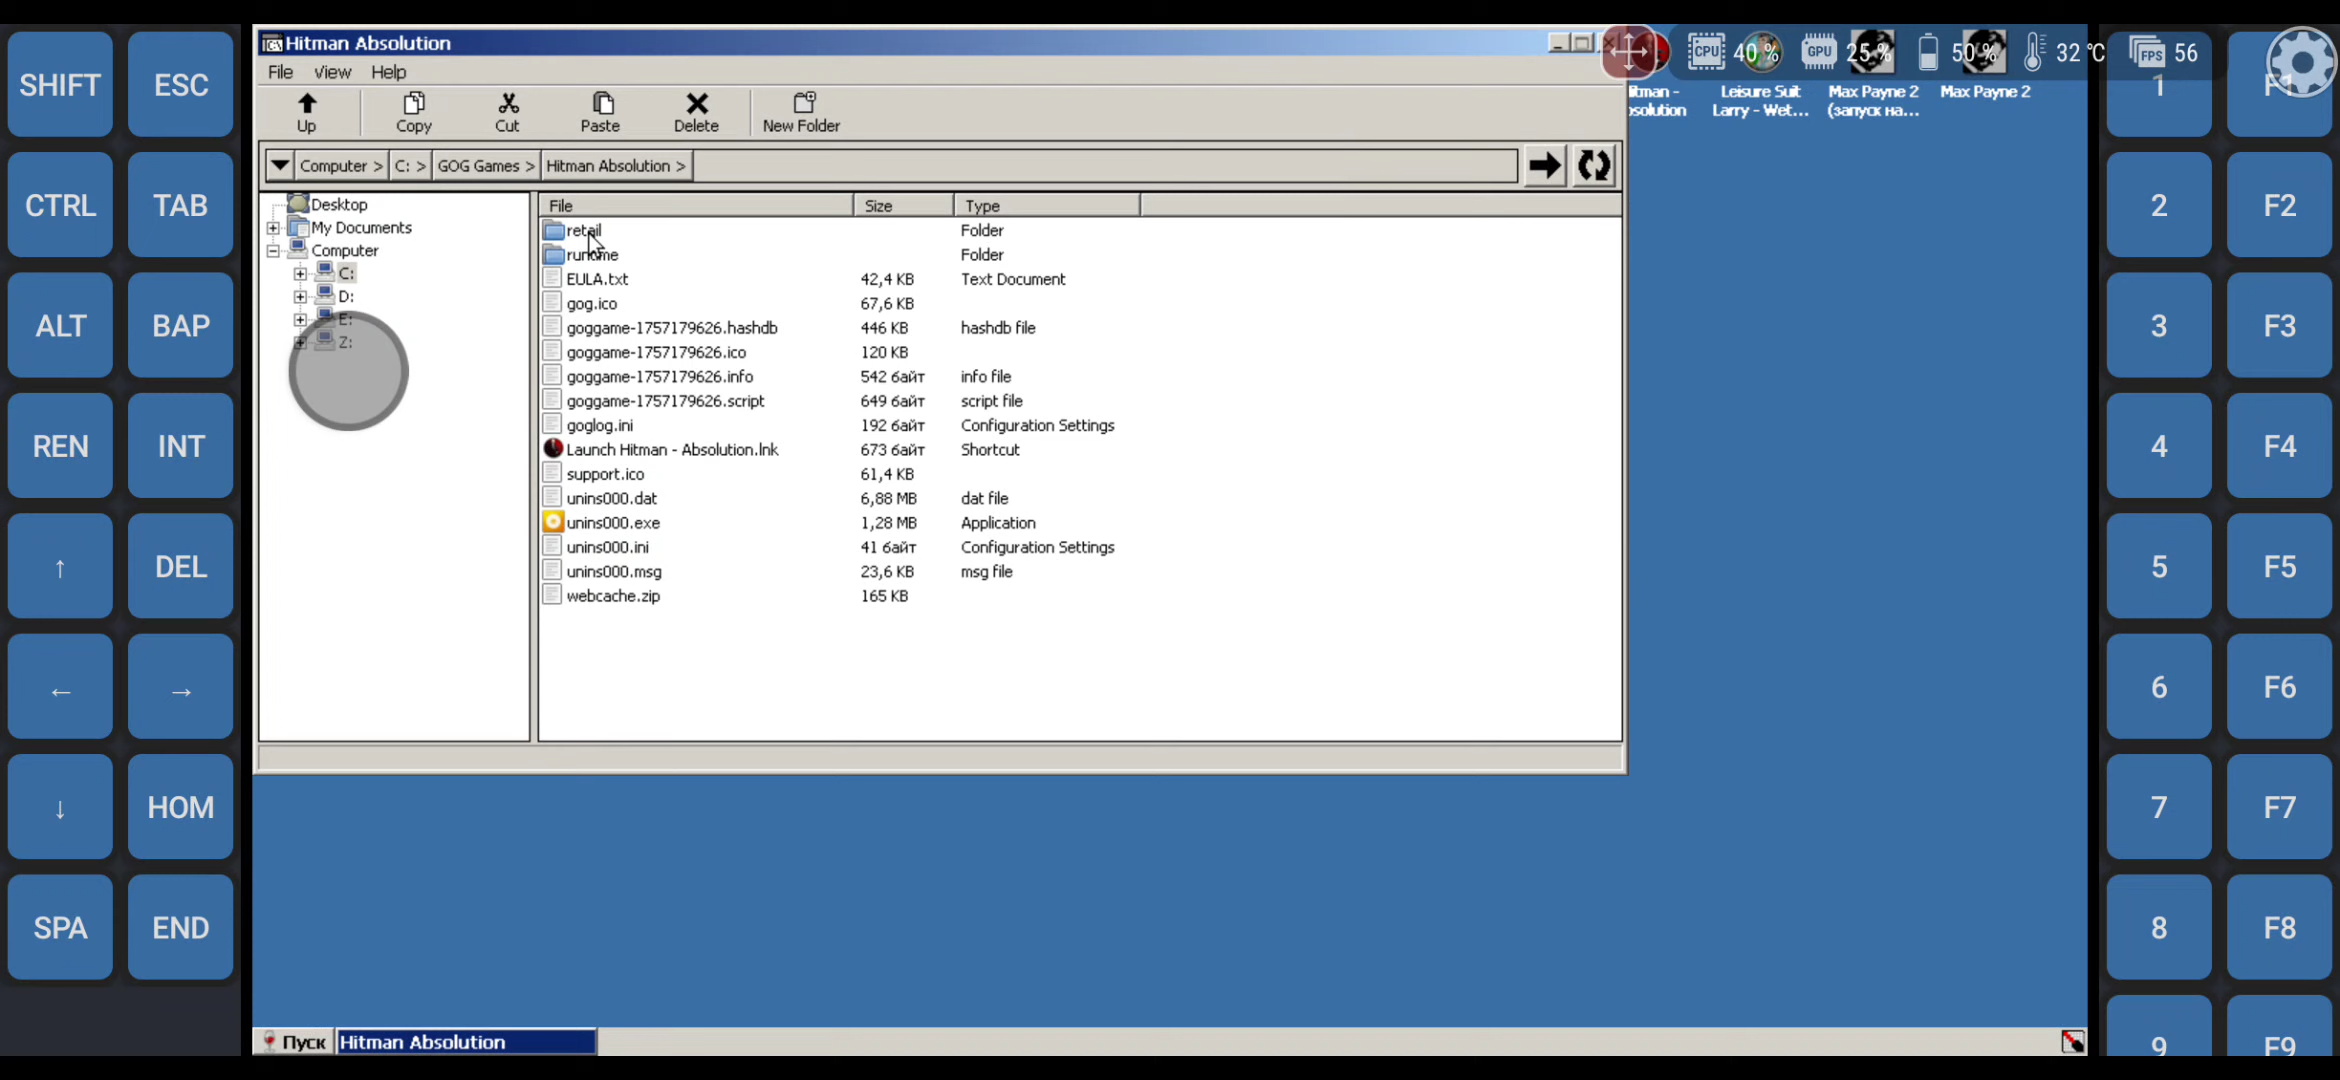 Hitman Absolution
File View Help
Up Copy Cut Paste Delete New Folder
Computer > C: > GOG Games > Hitman Absolution >
Desktop
My Documents
Computer
C:
D:
E:
Z:
File Size Type
retail Folder
runtime Folder
EULA.txt 42,4 KB Text Document
gog.ico 67,6 KB
goggame-1757179626.hashdb 446 KB hashdb file
goggame-1757179626.ico 120 KB
goggame-1757179626.info 542 байт info file
goggame-1757179626.script 649 байт script file
goglog.ini 192 байт Configuration Settings
Launch Hitman - Absolution.lnk 673 байт Shortcut
support.ico 61,4 KB
unins000.dat 6,88 MB dat file
unins000.exe 1,28 MB Application
unins000.ini 41 байт Configuration Settings
unins000.msg 23,6 KB msg file
webcache.zip 165 KB
CPU 40 % GPU 25 % 50 % 32 °C FPS 56
Leisure Suit
Larry - Wet...
Max Payne 2
(запуск на...
Max Payne 2
Пуск Hitman Absolution
SHIFT ESC
CTRL TAB
ALT BAP
REN INT
↑ DEL
← →
↓ HOM
SPA END
1 F1
2 F2
3 F3
4 F4
5 F5
6 F6
7 F7
8 F8
9 F9